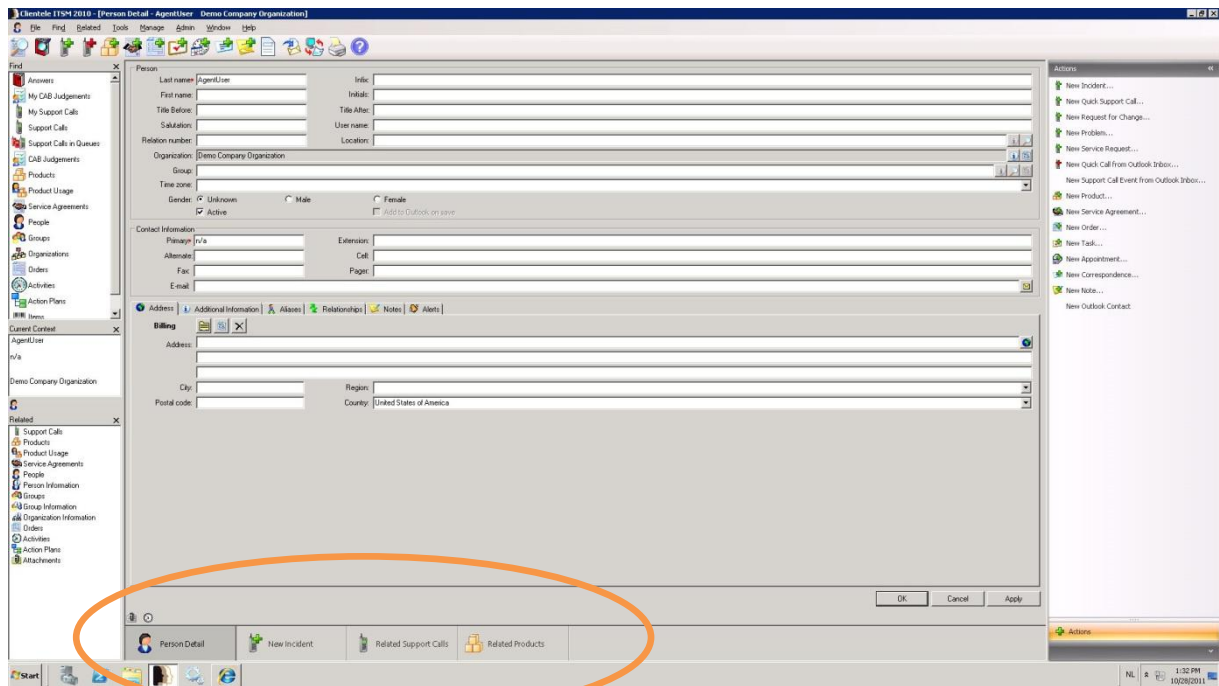 Clientele ITSM 2010 - [Person Detail - AgentUser Demo Company Organization]
File Find Related Tools Manage Admin Window Help
Find
Answers
My CAB Judgements
My Support Calls
Support Calls
Support Calls in Queues
CAB Judgements
Products
Product Usage
Service Agreements
People
Groups
Organizations
Orders
Activities
Action Plans
Items
Current Context
AgentUser
n/a
Demo Company Organization
Related
Support Calls
Products
Product Usage
Service Agreements
People
Person Information
Groups
Group Information
Organization Information
Orders
Activities
Action Plans
Attachments
Person
Last name* AgentUser Infix:
First name: Initials:
Title Before: Title After:
Salutation: User name:
Relation number: Location:
Organization: Demo Company Organization
Group:
Time zone:
Gender: Unknown Male Female
Active Add to Outlook on save
Contact Information
Primary* n/a Extension:
Alternate: Cell:
Fax: Pager:
E-mail:
Address Additional Information Aliases Relationships Notes Alerts
Billing
Address:
City: Region:
Postal code: Country: United States of America
OK Cancel Apply
Person Detail New Incident Related Support Calls Related Products
Actions
New Incident...
New Quick Support Call...
New Request for Change...
New Problem...
New Service Request...
New Quick Call from Outlook Inbox...
New Support Call Event from Outlook Inbox...
New Product...
New Service Agreement...
New Order...
New Task...
New Appointment...
New Correspondence...
New Note...
New Outlook Contact
Actions
Start NL 1:32 PM
10/28/2011